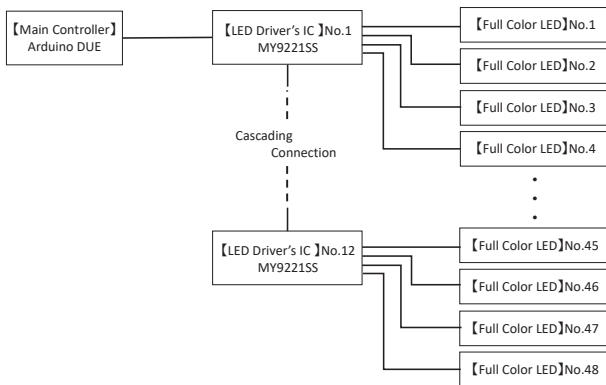 【Main Controller】
Arduino DUE
【LED Driver's IC 】No.1
MY9221SS
【Full Color LED】No.1
【Full Color LED】No.2
【Full Color LED】No.3
【Full Color LED】No.4
Cascading
Connection
【LED Driver's IC 】No.12
MY9221SS
【Full Color LED】No.45
【Full Color LED】No.46
【Full Color LED】No.47
【Full Color LED】No.48